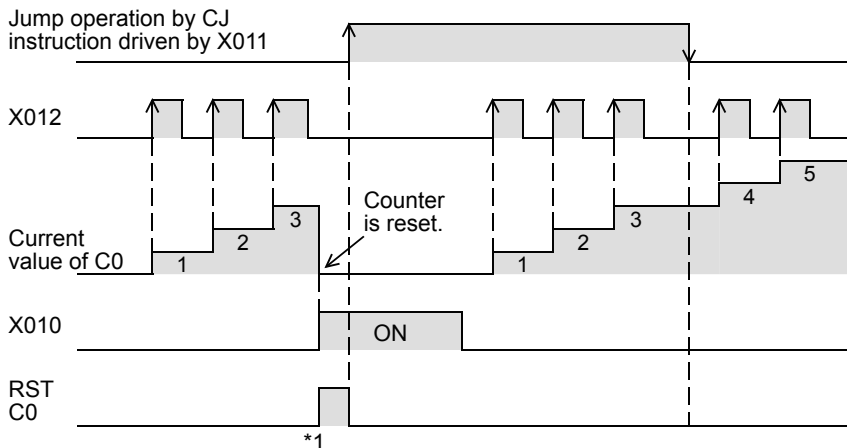 Jump operation by CJ
instruction driven by X011
X012
Counter
is reset.
Current
value of C0
1
2
3
1
2
3
4
5
X010
ON
RST
C0
*1